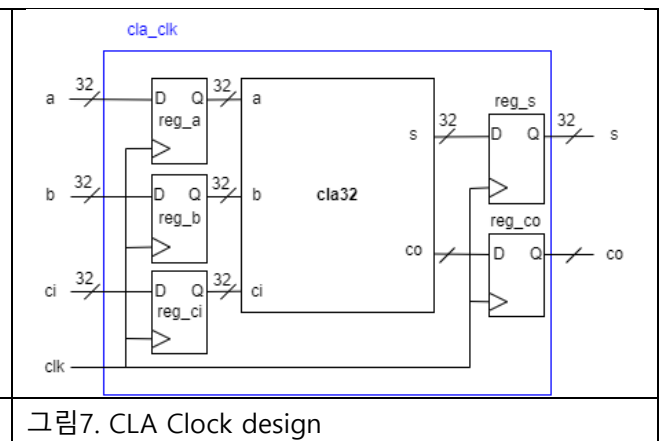 cla_clk
a 32 D Q 32 a
reg_a
b 32 D Q 32 b
reg_b
ci 32 D Q 32 ci
reg_ci
clk
cla32
s 32 D Q 32 s
reg_s
co D Q co
reg_co
그림7. CLA Clock design